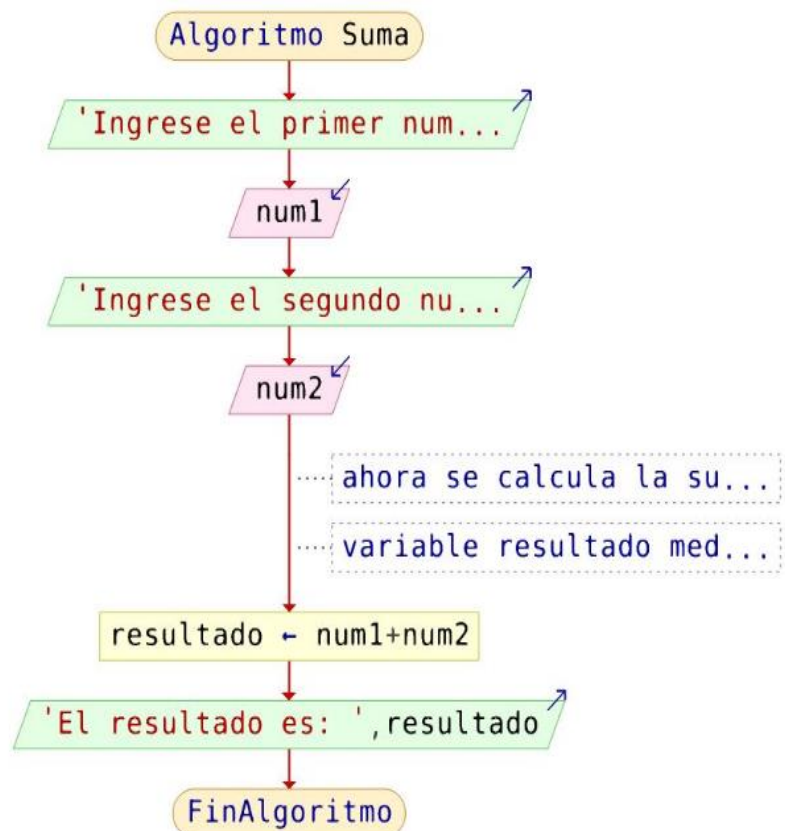 Algoritmo Suma
'Ingrese el primer num...
num1
'Ingrese el segundo nu...
num2
ahora se calcula la su...
variable resultado med...
resultado ← num1+num2
'El resultado es: ',resultado
FinAlgoritmo